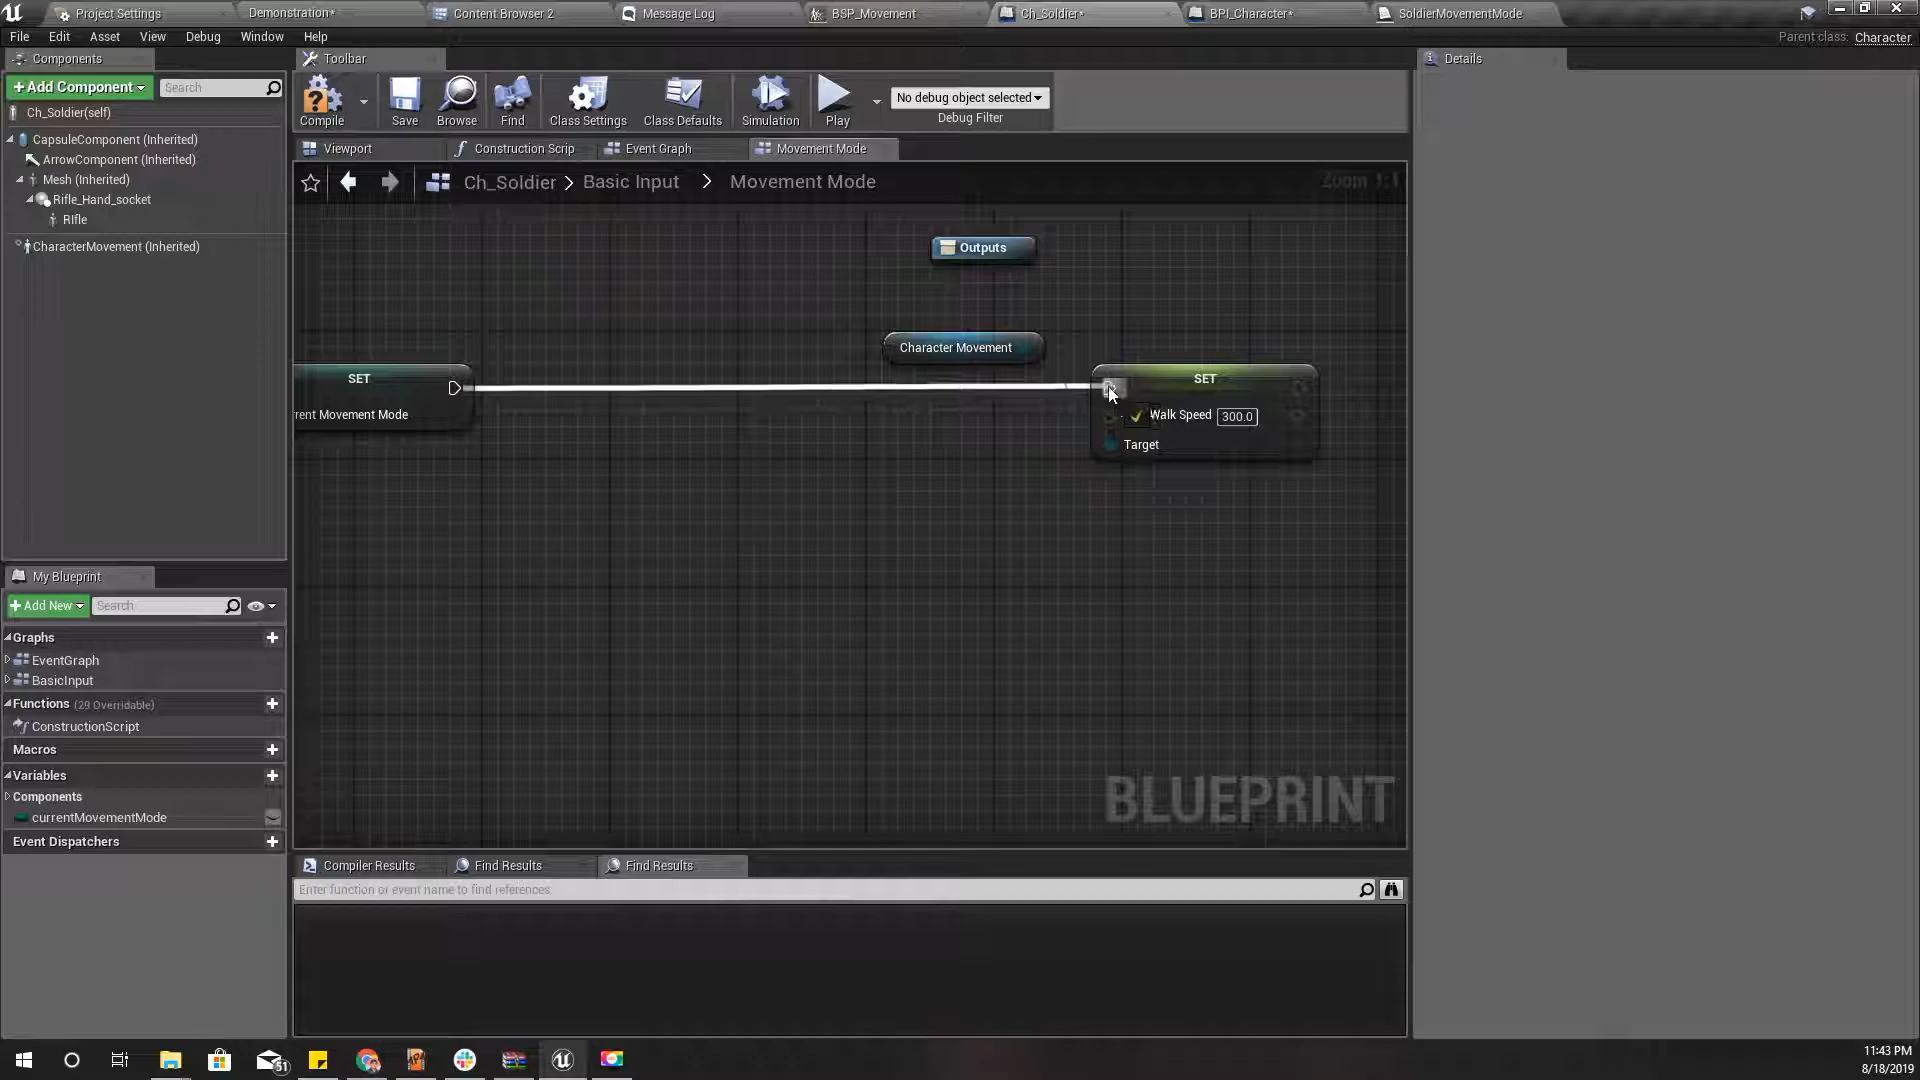 Project Settings
Demonstration*
Content Browser 2
Message Log
BSP_Movement
Ch_Soldier*
BPI_Character*
SoldierMovementMode
File Edit Asset View Debug Window Help
Parent class: Character
Components
Toolbar
Details
+Add Component
Search
Ch_Soldier(self)
CapsuleComponent (Inherited)
ArrowComponent (Inherited)
Mesh (Inherited)
Rifle_Hand_socket
RIfle
CharacterMovement (Inherited)
Compile
Save
Browse
Find
Class Settings
Class Defaults
Simulation
Play
No debug object selected
Debug Filter
Viewport
Construction Scrip
Event Graph
Movement Mode
Ch_Soldier > Basic Input > Movement Mode
Zoom 1:1
Outputs
Character Movement
SET
rent Movement Mode
SET
Walk Speed 300.0
Target
BLUEPRINT
My Blueprint
+Add New
Search
Graphs
EventGraph
BasicInput
Functions (29 Overridable)
ConstructionScript
Macros
Variables
Components
currentMovementMode
Event Dispatchers
Compiler Results
Find Results
Find Results
Enter function or event name to find references.
51
11:43 PM
8/18/2019